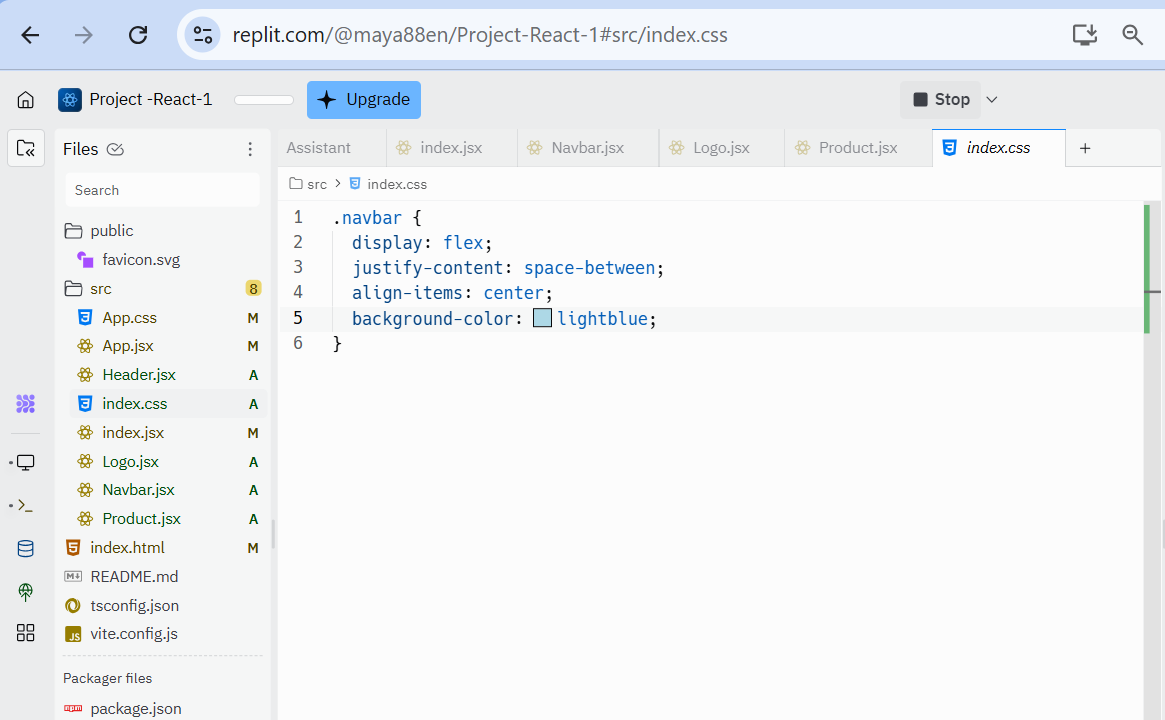 replit.com/@maya88en/Project-React-1#src/index.css
Project -React-1
Upgrade
Stop
Files
Assistant
index.jsx
Navbar.jsx
Logo.jsx
Product.jsx
index.css
Search
src > index.css
public
favicon.svg
src 8
App.css M
App.jsx M
Header.jsx A
index.css A
index.jsx M
Logo.jsx A
Navbar.jsx A
Product.jsx A
index.html M
README.md
tsconfig.json
JS vite.config.js
Packager files
npm package.json
1 .navbar {
2 display: flex;
3 justify-content: space-between;
4 align-items: center;
5 background-color: lightblue;
6 }